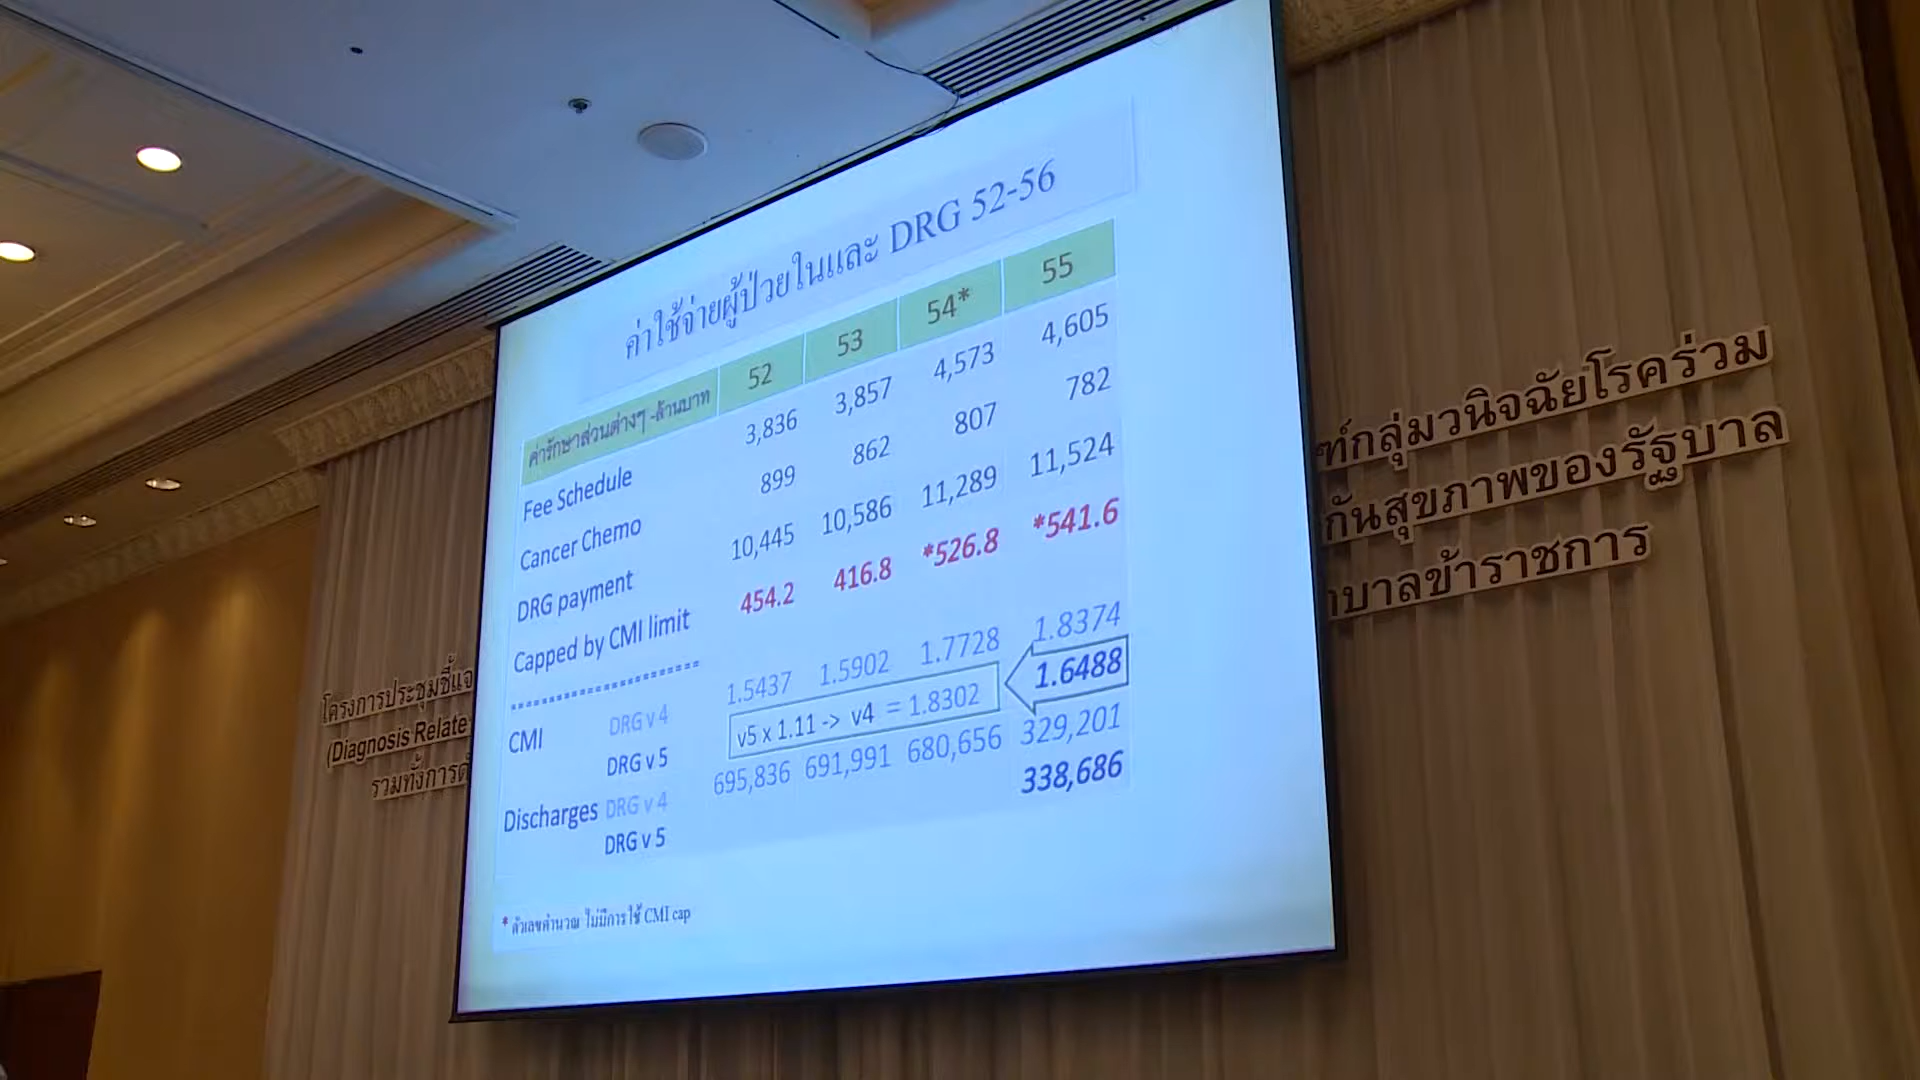 ค่าใช้จ่ายผู้ป่วยในและ DRG 52-56
ค่ารักษาส่วนต่างๆ -ล้านบาท 52 53 54* 55
Fee Schedule 3,836 3,857 4,573 4,605
Cancer Chemo 899 862 807 782
DRG payment 10,445 10,586 11,289 11,524
Capped by CMI limit 454.2 416.8 *526.8 *541.6
----------------------
CMI DRG v 4 1.5437 1.5902 1.7728 1.8374
DRG v 5 v5 x 1.11 -> v4 = 1.8302 1.6488
Discharges DRG v 4 695,836 691,991 680,656 329,201
DRG v 5 338,686
* ตัวเลขคำนวณ ไม่มีการใช้ CMI cap
โครงการประชุมชี้แจ
(Diagnosis Relate
รวมทั้งการ
ฑ์กลุ่มวินิจฉัยโรคร่วม
กันสุขภาพของรัฐบาล
าบาลข้าราชการ